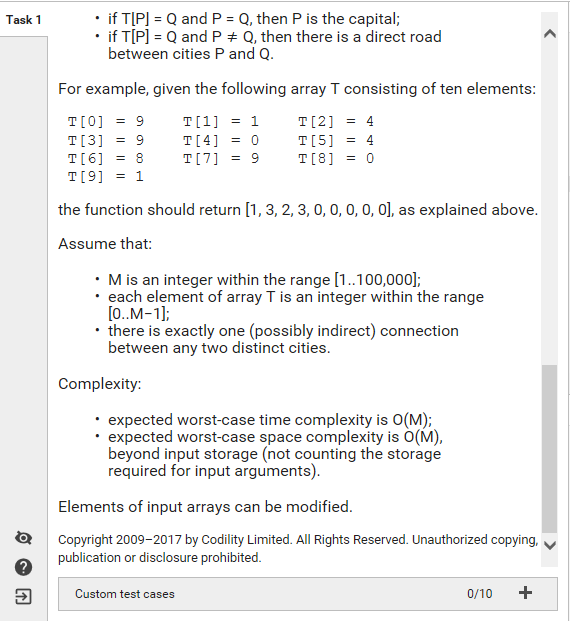 Task 1
• if T[P] = Q and P = Q, then P is the capital;
• if T[P] = Q and P ≠ Q, then there is a direct road
between cities P and Q.
For example, given the following array T consisting of ten elements:
T[0] = 9 T[1] = 1 T[2] = 4
T[3] = 9 T[4] = 0 T[5] = 4
T[6] = 8 T[7] = 9 T[8] = 0
T[9] = 1
the function should return [1, 3, 2, 3, 0, 0, 0, 0, 0], as explained above.
Assume that:
• M is an integer within the range [1..100,000];
• each element of array T is an integer within the range
[0..M−1];
• there is exactly one (possibly indirect) connection
between any two distinct cities.
Complexity:
• expected worst-case time complexity is O(M);
• expected worst-case space complexity is O(M),
beyond input storage (not counting the storage
required for input arguments).
Elements of input arrays can be modified.
Copyright 2009–2017 by Codility Limited. All Rights Reserved. Unauthorized copying,
publication or disclosure prohibited.
Custom test cases 0/10 +